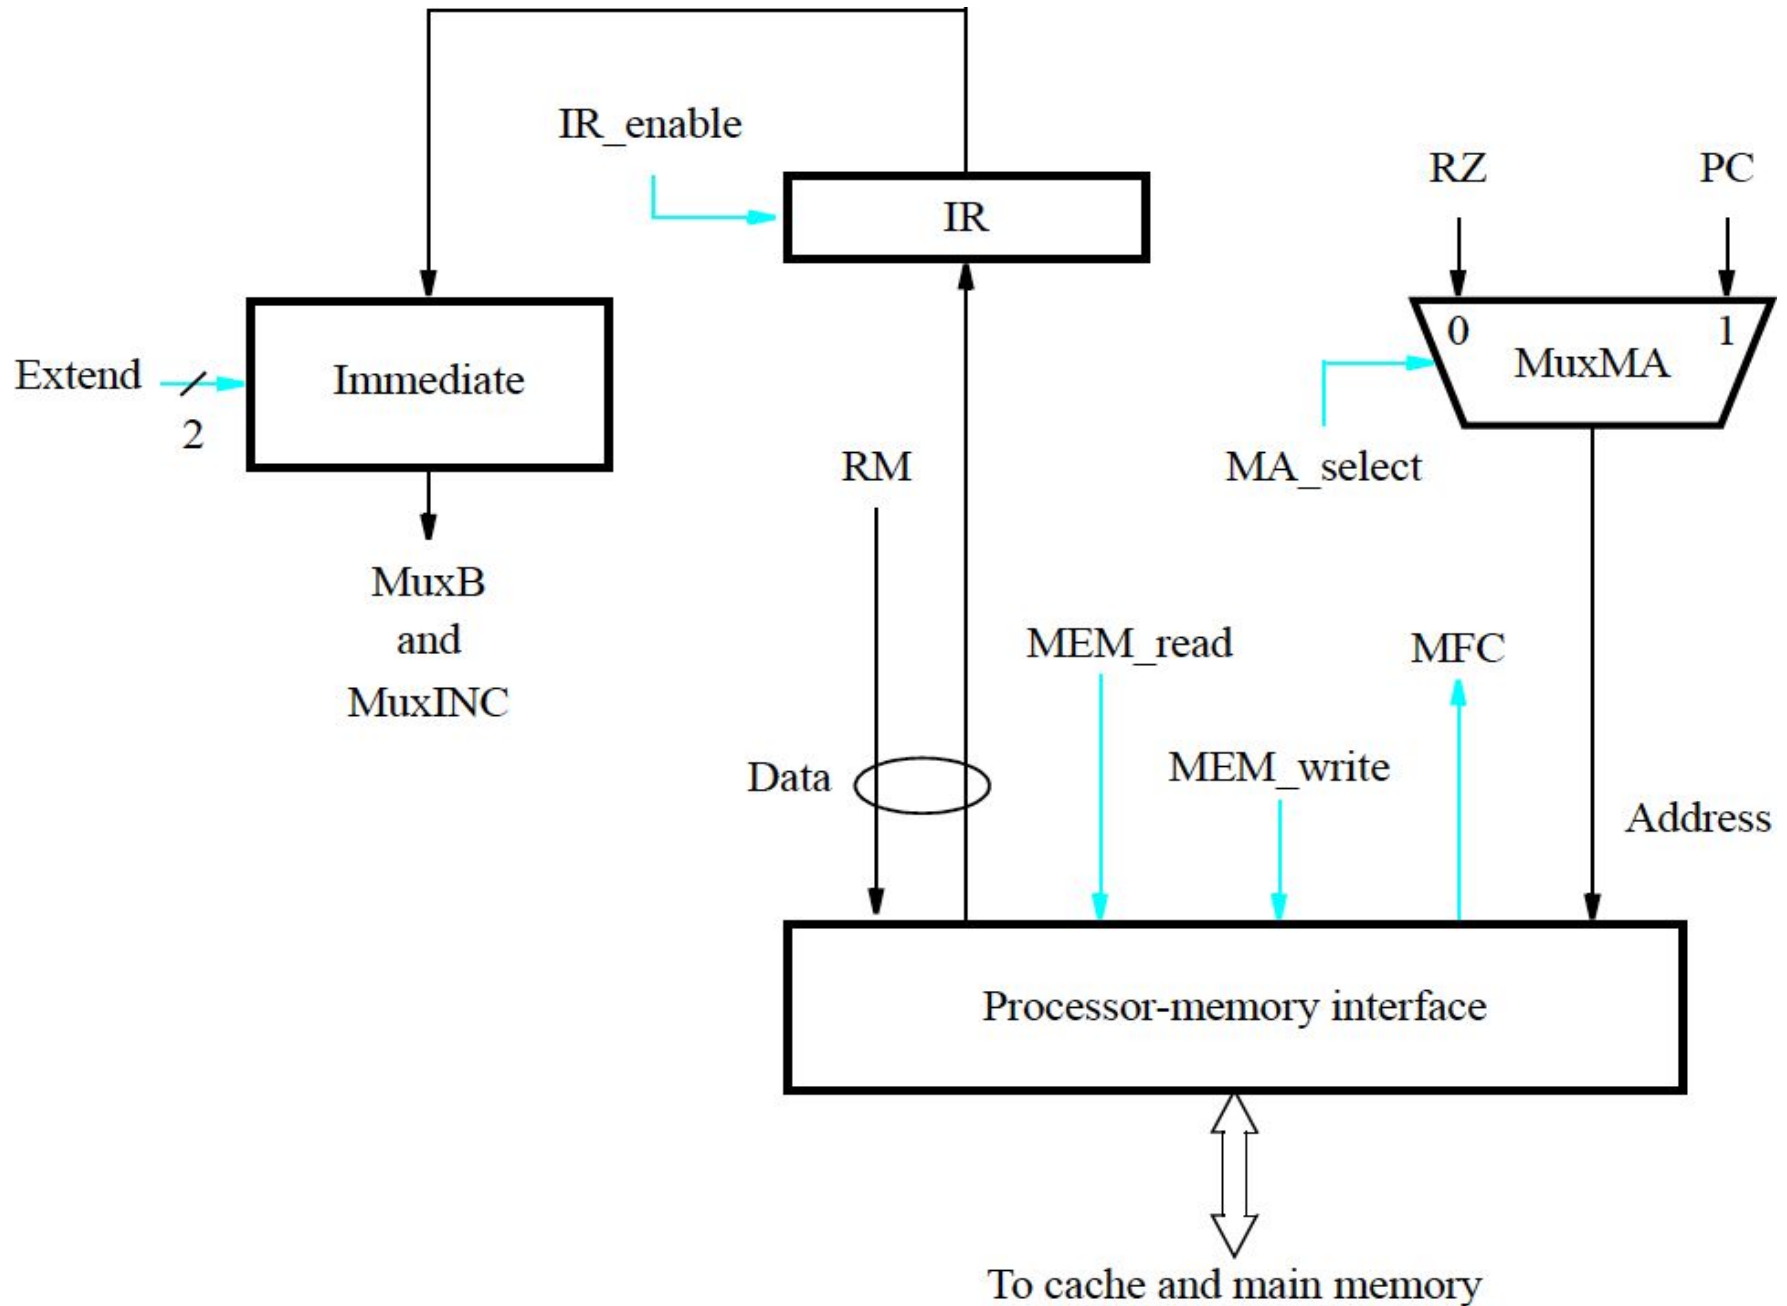 IR_enable
IR
RZ
PC
0
1
MuxMA
Extend
2
Immediate
RM
MA_select
MuxB
and
MuxINC
MEM_read
MFC
Data
MEM_write
Address
Processor-memory interface
To cache and main memory